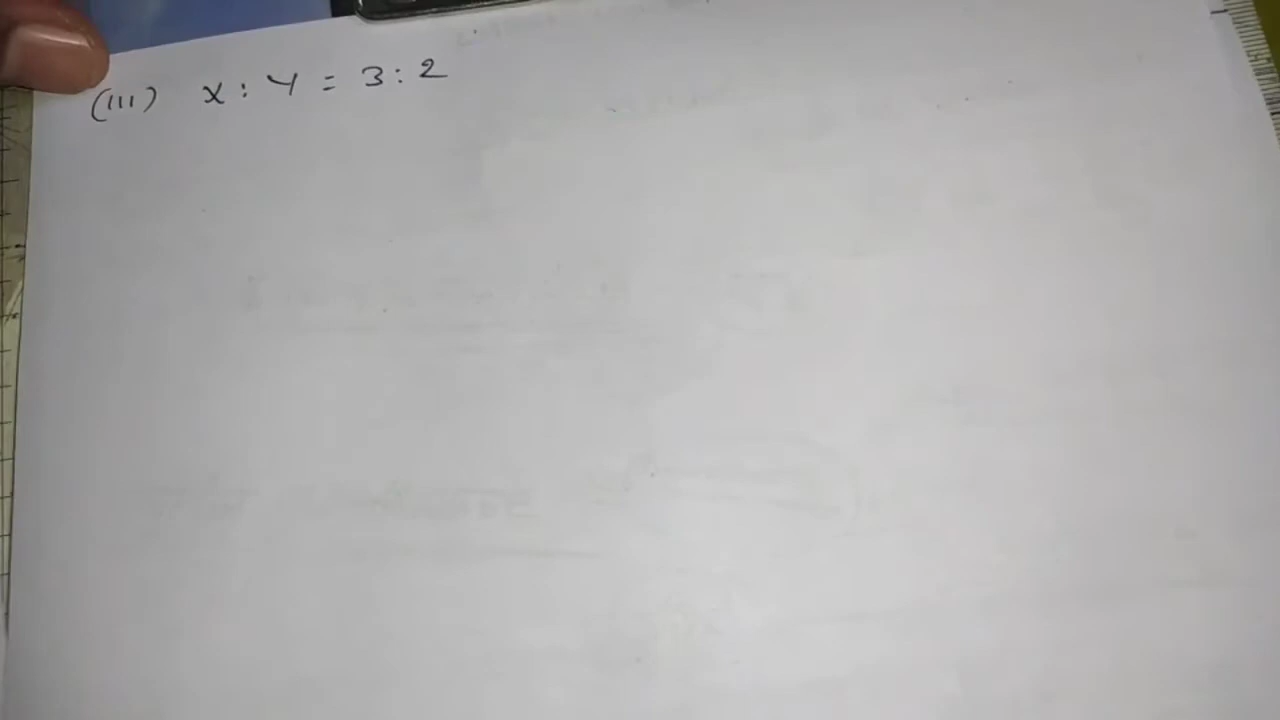 (III) x : 4 = 3 : 2